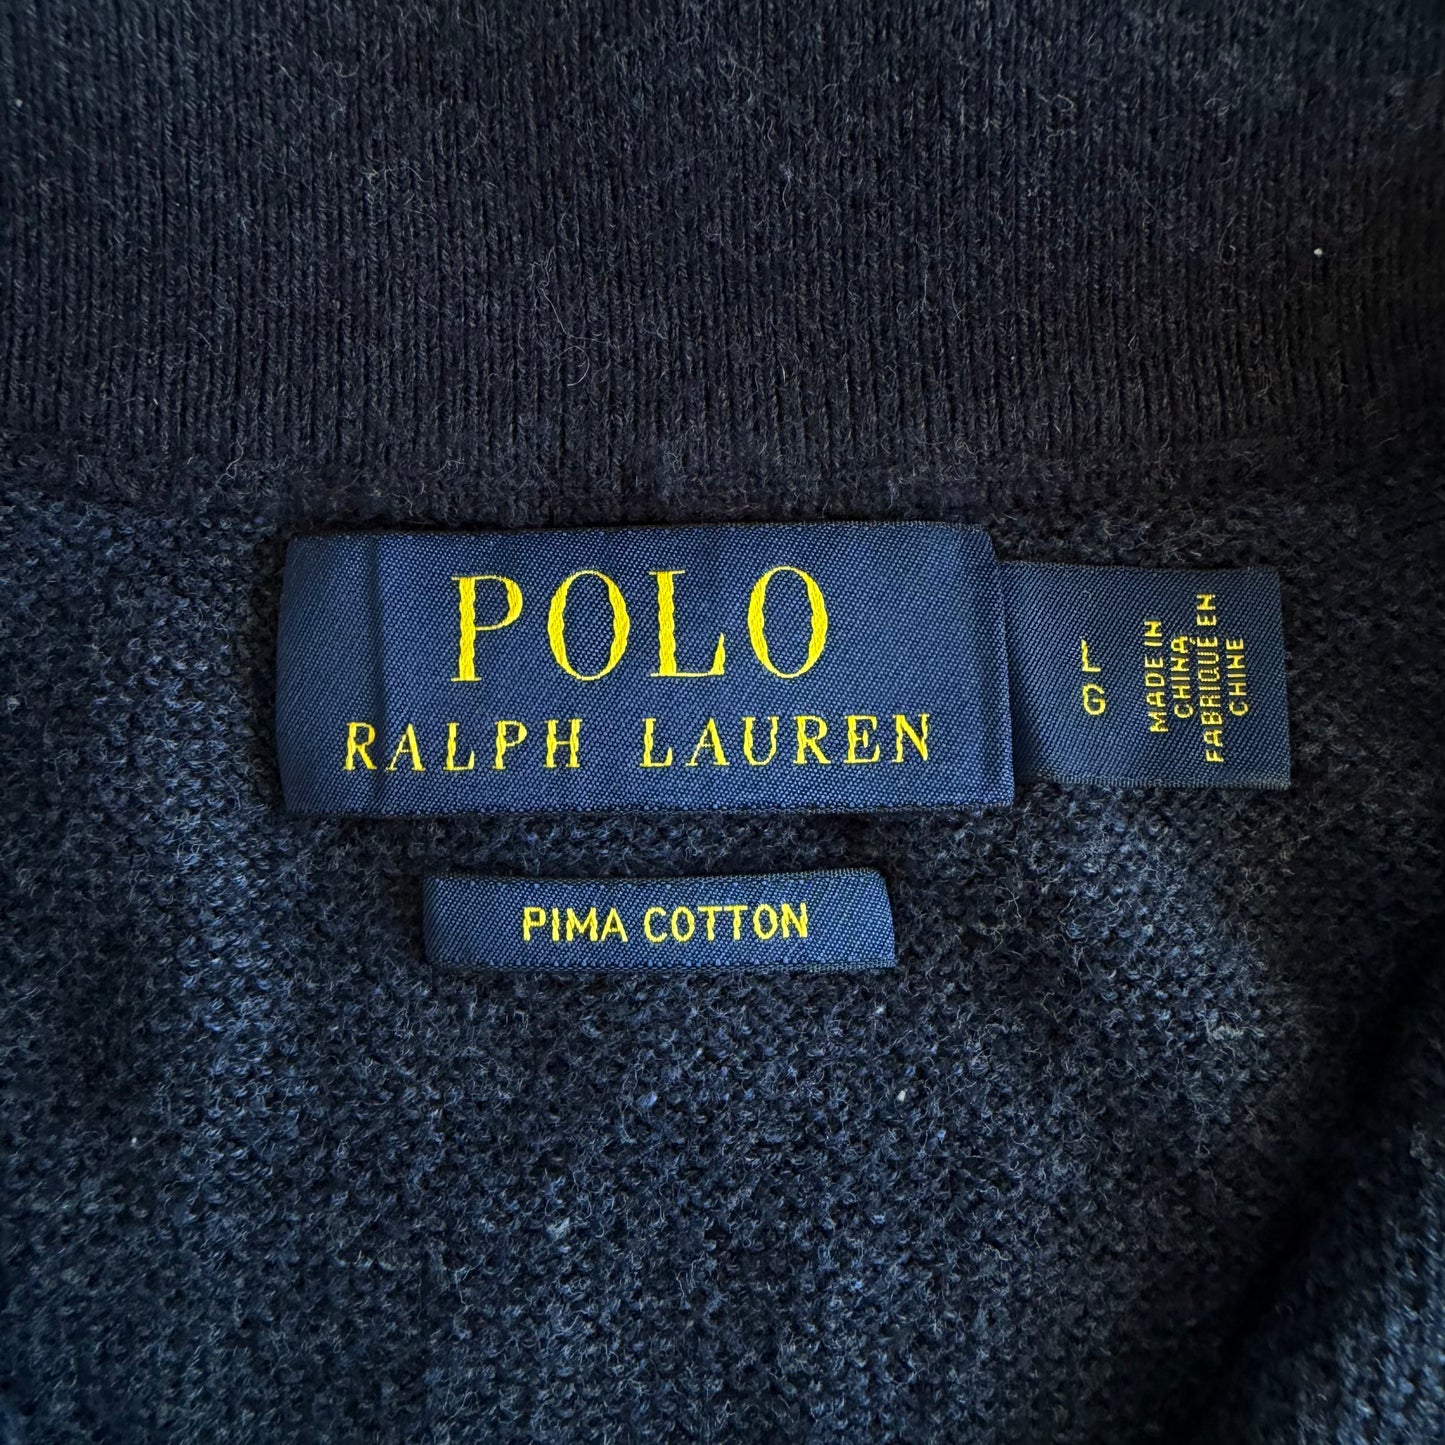 POLO
RALPH LAUREN
L
G
MADE IN
CHINA
FABRIQUÉ EN
CHINE
PIMA COTTON